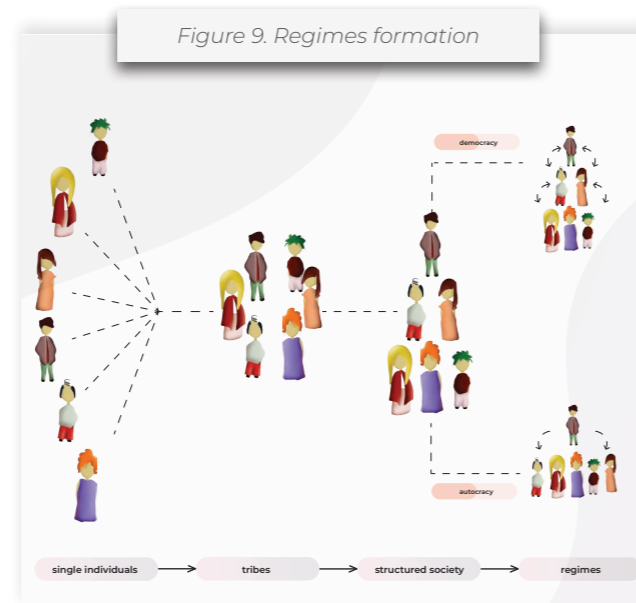 Figure 9. Regimes formation
democracy
autocracy
single individuals
tribes
structured society
regimes